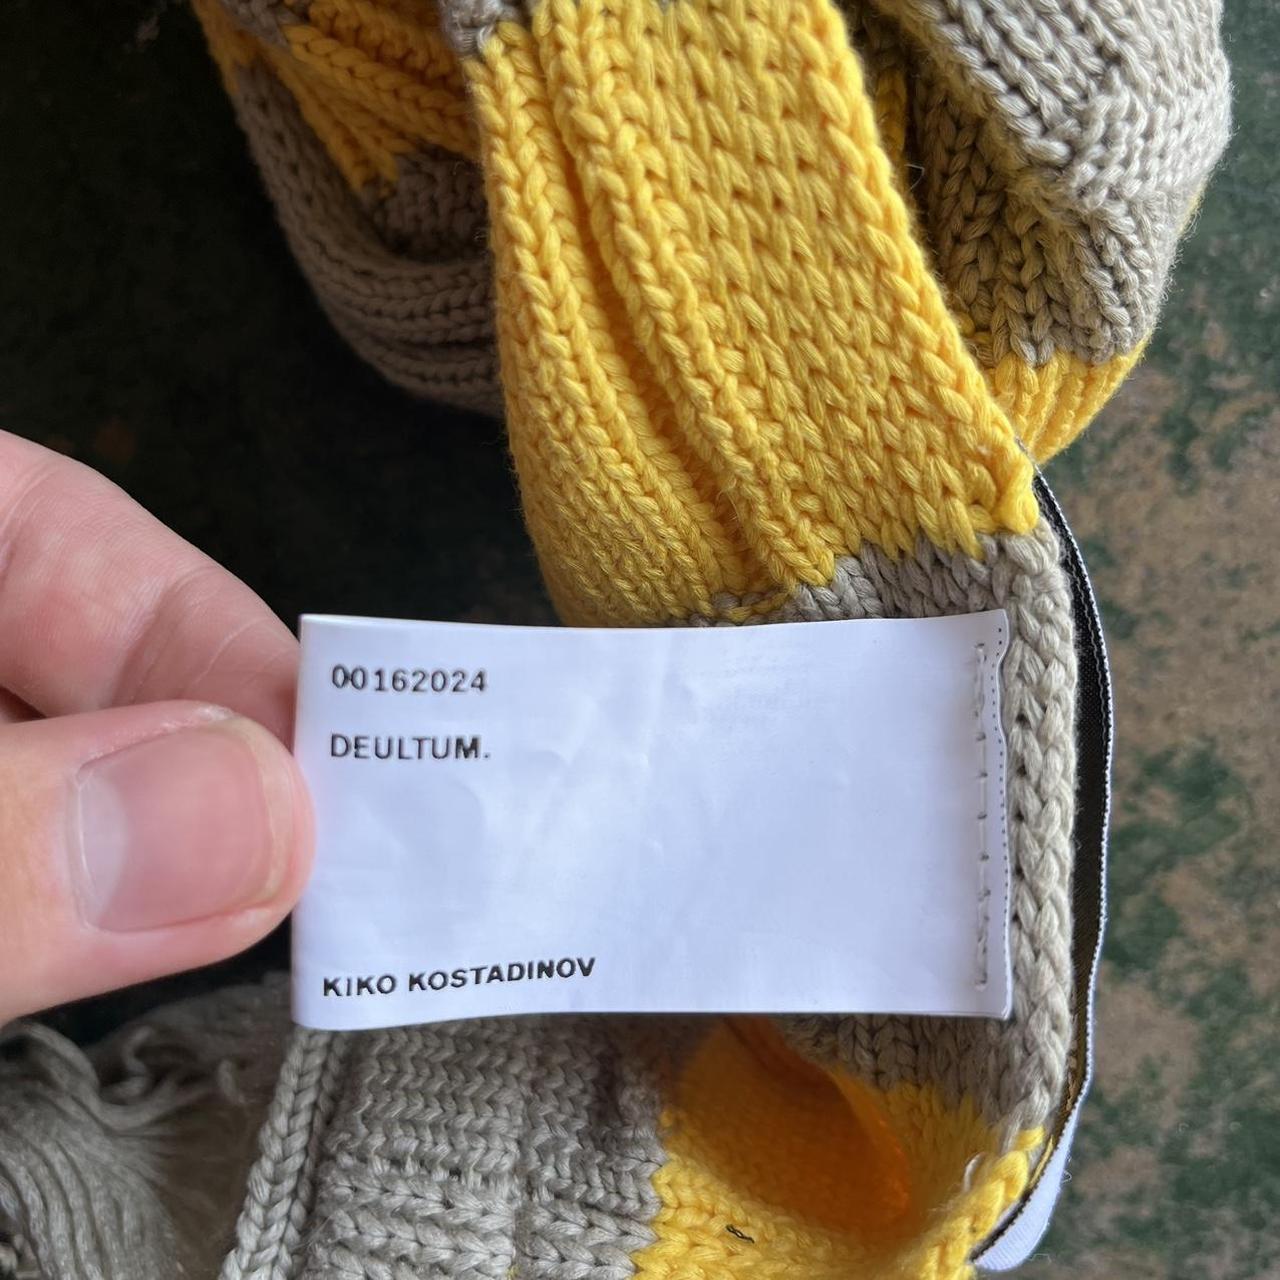 00162024
DEULTUM.
KIKO KOSTADINOV